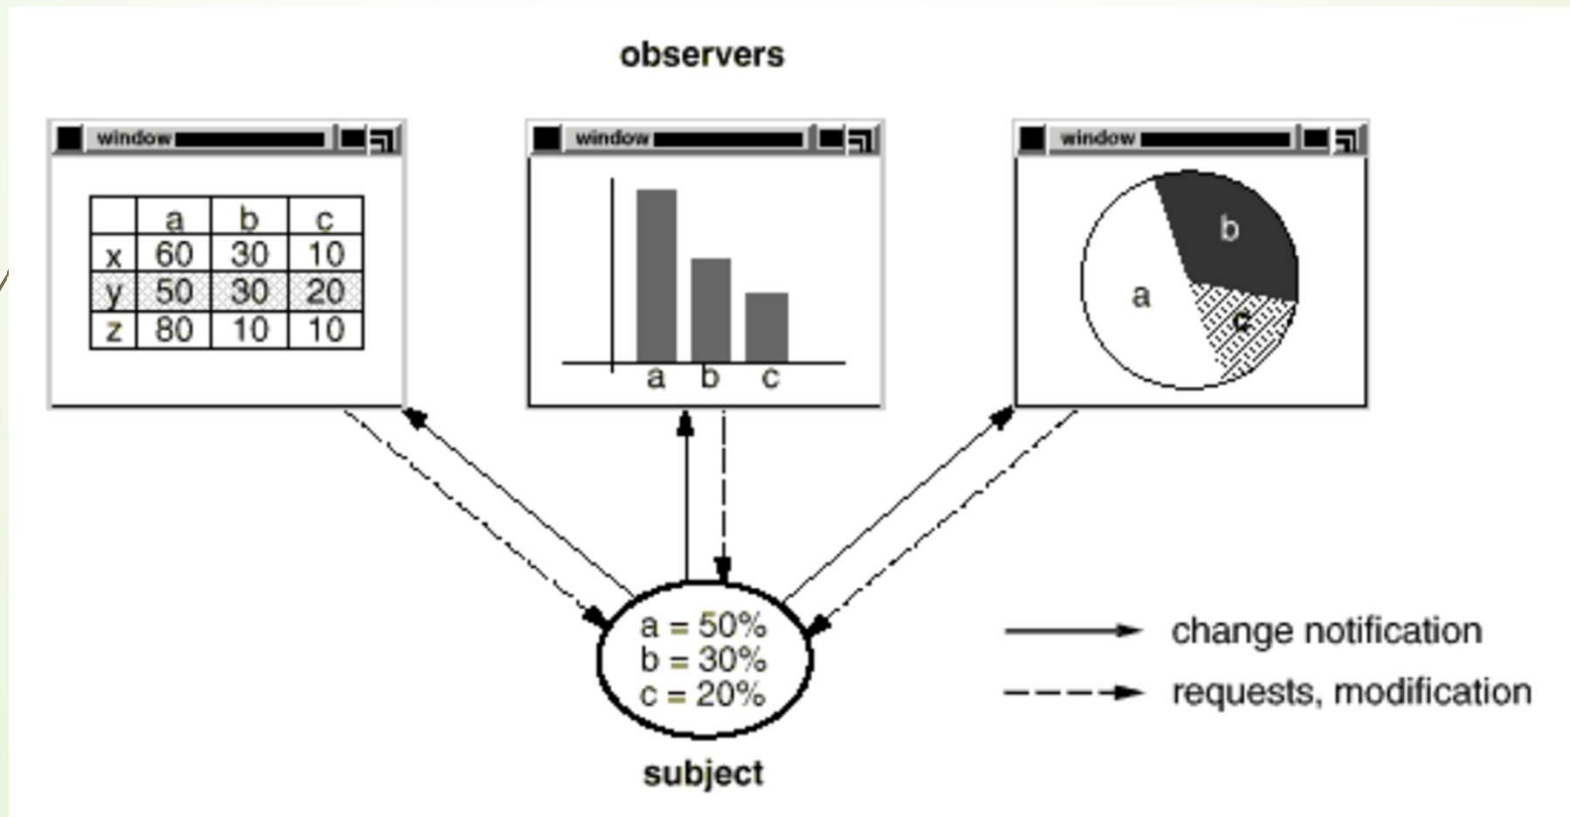 observers
window
window
window
a b c
x 60 30 10
y 50 30 20
z 80 10 10
a b c
b
a
c
a = 50%
b = 30%
c = 20%
subject
change notification
requests, modification